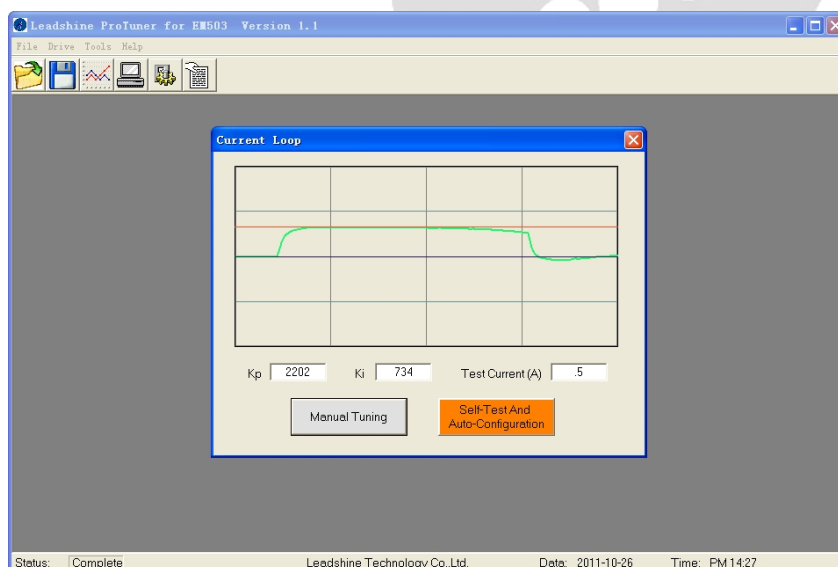 Leadshine ProTuner for EM503 Version 1.1
File Drive Tools Help
Current Loop
Kp 2202 Ki 734 Test Current (A) .5
Manual Tuning
Self-Test And
Auto-Configuration
Status: Complete Leadshine Technology Co.,Ltd. Data: 2011-10-26 Time: PM 14:27